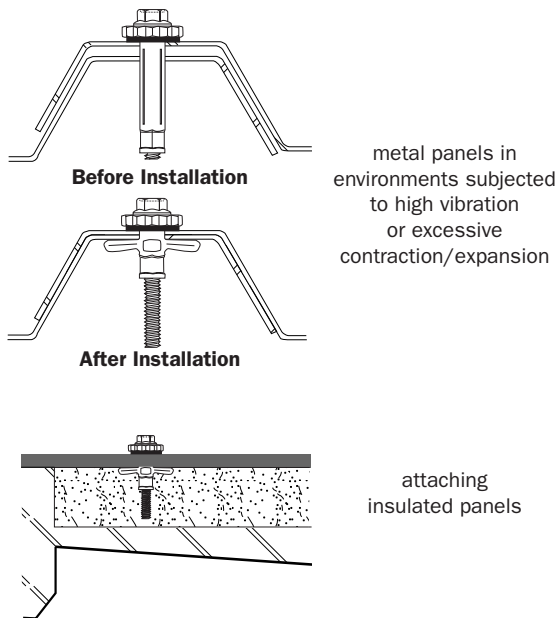 Before Installation
metal panels in
environments subjected
to high vibration
or excessive
contraction/expansion
After Installation
attaching
insulated panels